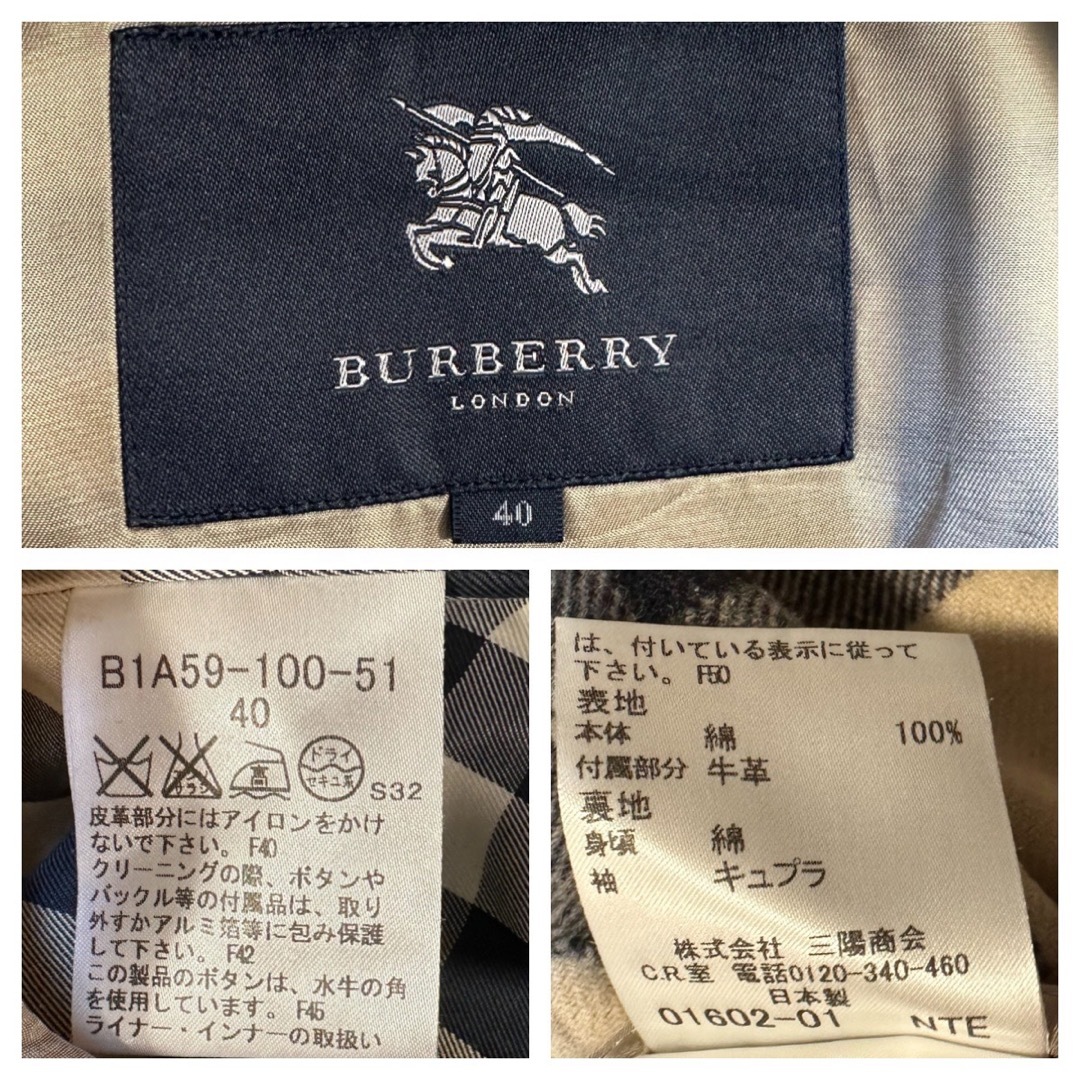 BURBERRY
LONDON
40
B1A59-100-51
40
ドライ
エンソ
サラシ
高
セキユ系
S32
皮革部分にはアイロンをかけ
ないで下さい。F40
クリーニングの際、ボタンや
バックル等の付属品は、取り
外すかアルミ箔等に包み保護
して下さい。F42
この製品のボタンは、水牛の角
を使用しています。F45
ライナー・インナーの取扱い
は、付いている表示に従って
下さい。F50
表地
本体 綿 100%
付属部分 牛革
裏地
身頃 綿
袖 キュプラ
株式会社 三陽商会
C.R室 電話0120-340-460
日本製
01602-01 NTE